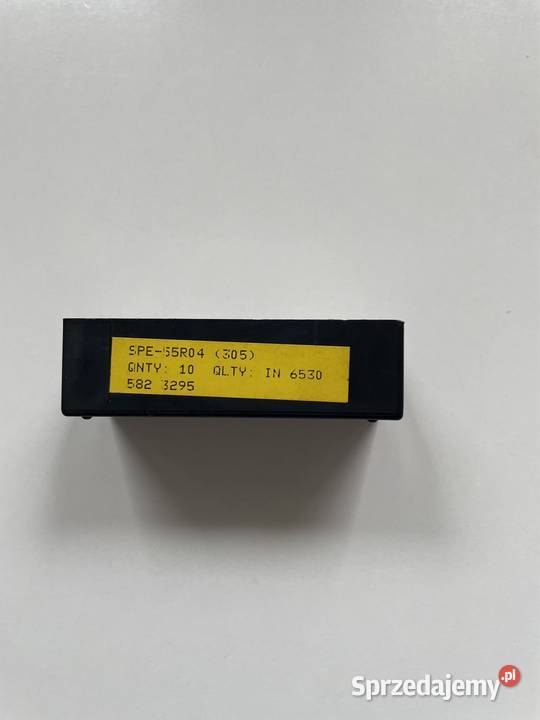 SPE-55R04 (305)
QNTY: 10 QLTY: IN 6530
582 3295
Sprzedajemy.pl